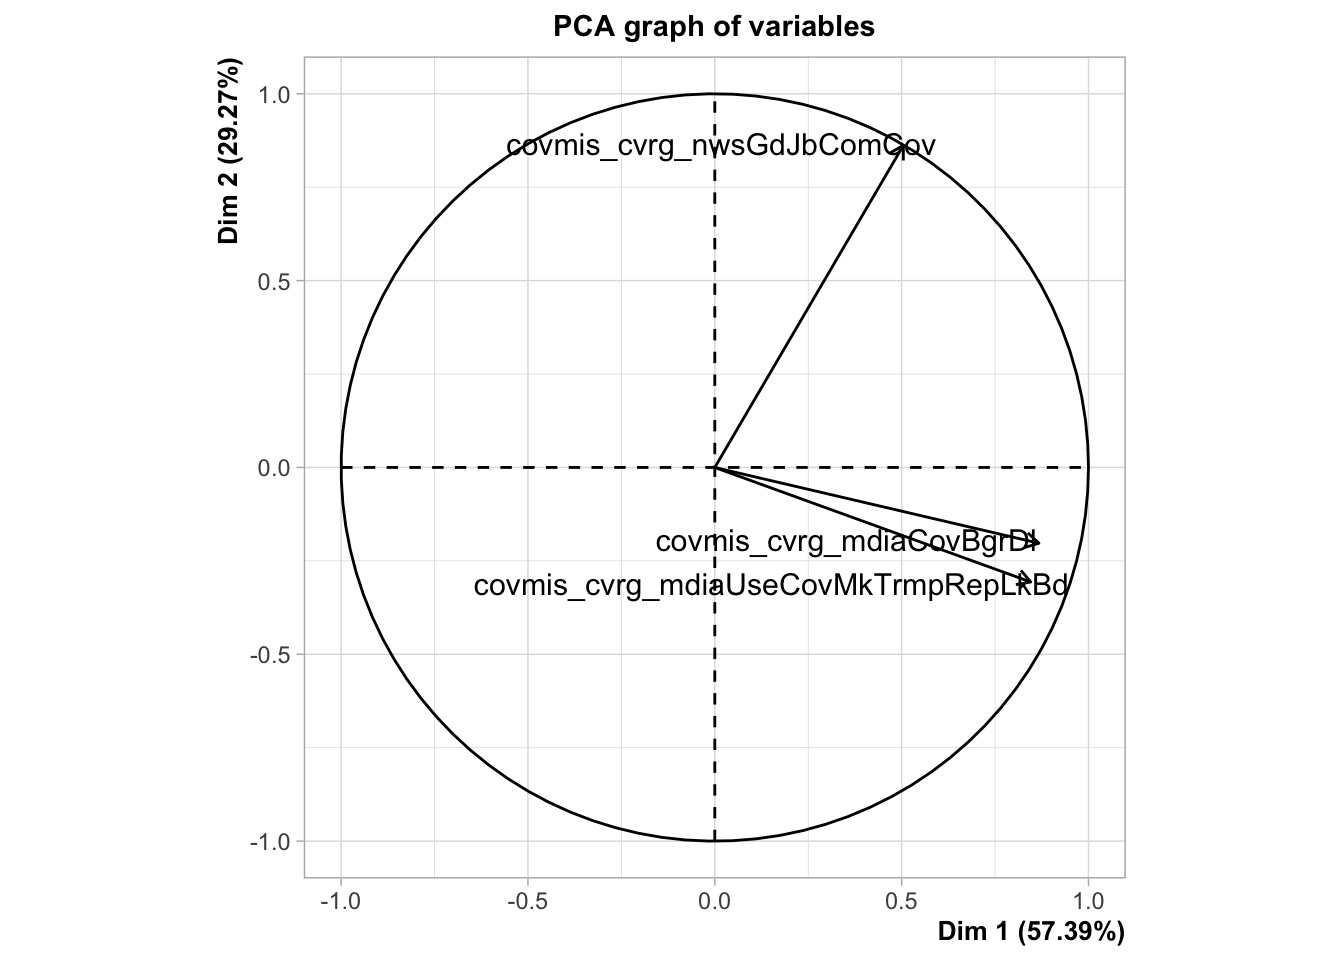 PCA graph of variables
Dim 2 (29.27%)
1.0
0.5
0.0
-0.5
-1.0
covmis_cvrg_nwsGdJbComCov
covmis_cvrg_mdiaCovBgrDl
covmis_cvrg_mdiaUseCovMkTrmpRepLkBd
-1.0
-0.5
0.0
0.5
1.0
Dim 1 (57.39%)